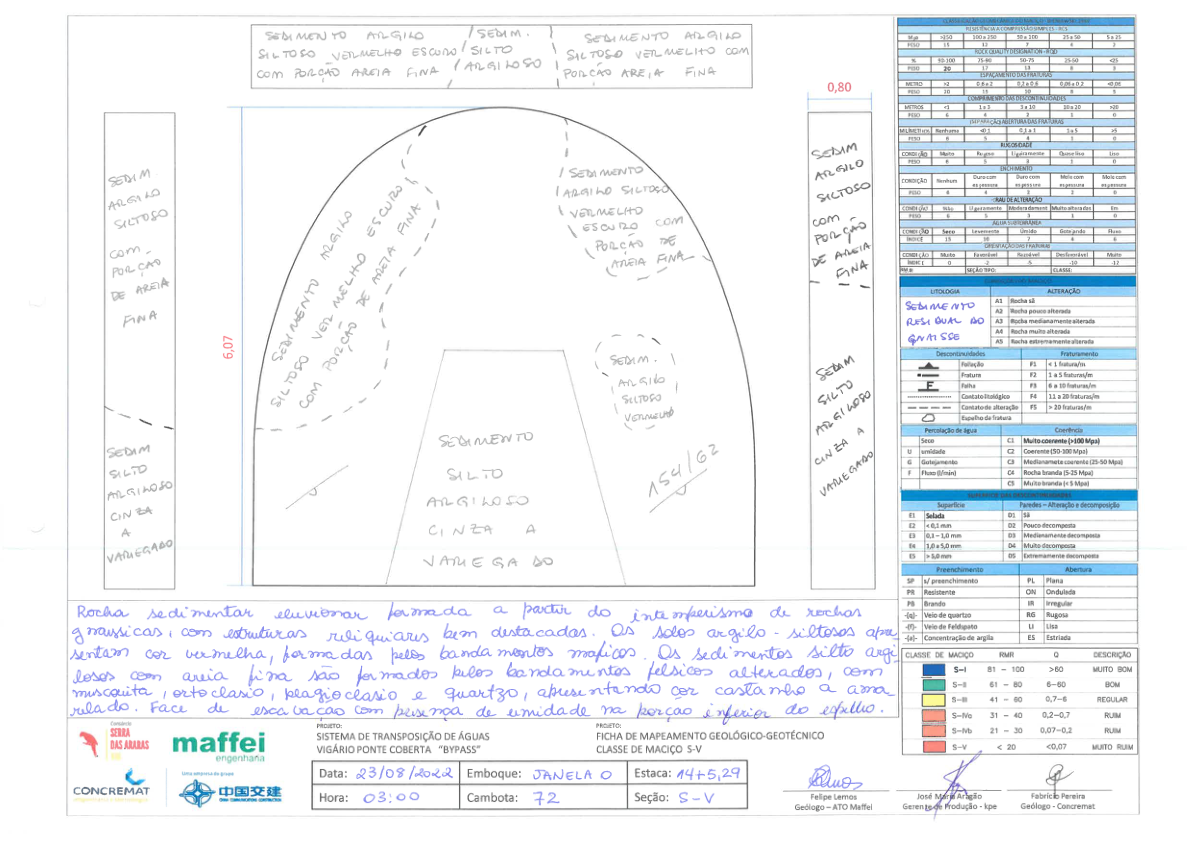 SEDIMENTO ARGILO
SILTOSO VERMELHO ESCURO
COM PORÇÃO AREIA FINA
/SEDIM.
/SILTO
/ARGILOSO
SEDIMENTO ARGILO
SILTOSO VERMELHO COM
PORÇÃO AREIA FINA
0,80
6,07
SEDIM.
ARGILO
SILTOSO
COM
PORÇÃO
DE AREIA
FINA
SEDIM
SILTO
ARGILOSO
CINZA
A
VARIEGADO
SEDIMENTO ARGILO
SILTOSO VERMELHO ESCURO
COM PORÇÃO DE AREIA FINA
SEDIMENTO
ARGILO SILTOSO
VERMELHO
ESCURO COM
PORÇÃO DE
AREIA FINA
SEDIM.
ARGILO
SILTOSO
VERMELHO
SEDIMENTO
SILTO
ARGILOSO
CINZA A
VARIEGADO
154/62
SEDIM
ARGILO
SILTOSO
COM
PORÇÃO
DE AREIA
FINA
SEDIM
SILTO
ARGILOSO
CINZA A
VARIEGADO
RESISTÊNCIA A COMPRESSÃO SIMPLES - RCS
Mpa >250 100 a 250 50 a 100 25 a 50 5 a 25
PESO 15 12 7 4 2
ROCK QUALITY DESIGNATION - RQD
% 90-100 75-90 50-75 25-50 <25
PESO 20 17 13 8 3
ESPAÇAMENTO DAS FRATURAS
METRO >2 0,6 a 2 0,2 a 0,6 0,06 a 0,2 <0,06
PESO 20 15 10 8 5
COMPRIMENTO DAS DESCONTINUIDADES
METROS <1 1 a 3 3 a 10 10 a 20 >20
PESO 6 4 2 1 0
(SEPARAÇÃO) ABERTURA DAS FRATURAS
MILÍMETROS Nenhuma <0,1 0,1 a 1 1 a 5 >5
PESO 6 5 4 1 0
RUGOSIDADE
CONDIÇÃO Muito Rugoso Ligeiramente Quase liso Liso
PESO 6 5 3 1 0
ENCHIMENTO
CONDIÇÃO Nenhum Duro com espessura Duro com espessura Mole com espessura Mole com espessura
PESO 6 4 2 2 0
GRAU DE ALTERAÇÃO
CONDIÇÃO Não Ligeiramente Moderadament Muito alteradas Em
PESO 6 5 3 1 0
ÁGUA SUBTERRÂNEA
CONDIÇÃO Seco Levemente Úmido Gotejando Fluxo
ÍNDICE 15 10 7 4 0
ORIENTAÇÃO DAS FRATURAS
CONDIÇÃO Muito Favorável Razoável Desfavorável Muito
ÍNDICE 0 -2 -5 -10 -12
RMR SEÇÃO TIPO: CLASSE:
LITOLOGIA ALTERAÇÃO
SEDIMENTO
RESIDUAL DO
GNAISSE
A1 Rocha sã
A2 Rocha pouco alterada
A3 Rocha medianamente alterada
A4 Rocha muito alterada
A5 Rocha extremamente alterada
Descontinuidades Fraturamento
Foliação F1 < 1 fratura/m
Fratura F2 1 a 5 fraturas/m
F Falha F3 6 a 10 fraturas/m
Contato litológico F4 11 a 20 fraturas/m
Contato de alteração F5 > 20 fraturas/m
Espelho de fratura
Percolação de água Coerência
Seco C1 Muito coerente (>100 Mpa)
U umidade C2 Coerente (50-100 Mpa)
G Gotejamento C3 Medianamete coerente (25-50 Mpa)
F Fluxo (l/min) C4 Rocha branda (5-25 Mpa)
C5 Muito branda (< 5 Mpa)
Superfície Paredes – Alteração e decomposição
E1 Selada D1 Sã
E2 < 0,1 mm D2 Pouco decomposta
E3 0,1 – 1,0 mm D3 Medianamente decomposta
E4 1,0 a 5,0 mm D4 Muito decomposta
E5 > 5,0 mm D5 Extremamente decomposta
Preenchimento Abertura
SP s/ preenchimento PL Plana
PR Resistente ON Ondulada
PB Brando IR Irregular
-(q)- Veio de quartzo RG Rugosa
-(f)- Veio de Feldspato LI Lisa
-(a)- Concentração de argila ES Estriada
CLASSE DE MACIÇO RMR Q DESCRIÇÃO
S-I 81 - 100 >60 MUITO BOM
S-II 61 - 80 6-60 BOM
S-III 41 - 60 0,7-6 REGULAR
S-IVa 31 - 40 0,2-0,7 RUIM
S-IVb 21 - 30 0,07-0,2 RUIM
S-V < 20 <0,07 MUITO RUIM
Rocha sedimentar eluvionar formada a partir do intemperismo de rochas
gnaissicas, com estruturas reliquiares bem destacadas. Os solos argilo-siltosos apre
sentam cor vermelha, formadas pelos bandamentos maficos. Os sedimentos silto argi
losos com areia fina são formados pelos bandamentos felsicos alterados, com
muscovita, ortoclasio, plagioclasio e quartzo, apresentando cor castanho a ama
relado. Face de escavação com presença de umidade na porção inferior do espelho.
Consórcio
SERRA
DAS ARARAS
maffei
engenharia
CONCREMAT
Uma empresa do grupo
中国交建
PROJETO:
SISTEMA DE TRANSPOSIÇÃO DE ÁGUAS
VIGÁRIO PONTE COBERTA "BYPASS"
PROJETO:
FICHA DE MAPEAMENTO GEOLÓGICO-GEOTÉCNICO
CLASSE DE MACIÇO S-V
Data: 23/08/2022 Emboque: JANELA O Estaca: 14+5,29
Hora: 03:00 Cambota: 72 Seção: S-V
Felipe Lemos
Geólogo – ATO Maffei
José Mario Aragão
Gerente de Produção - kpe
Fabrício Pereira
Geólogo - Concremat